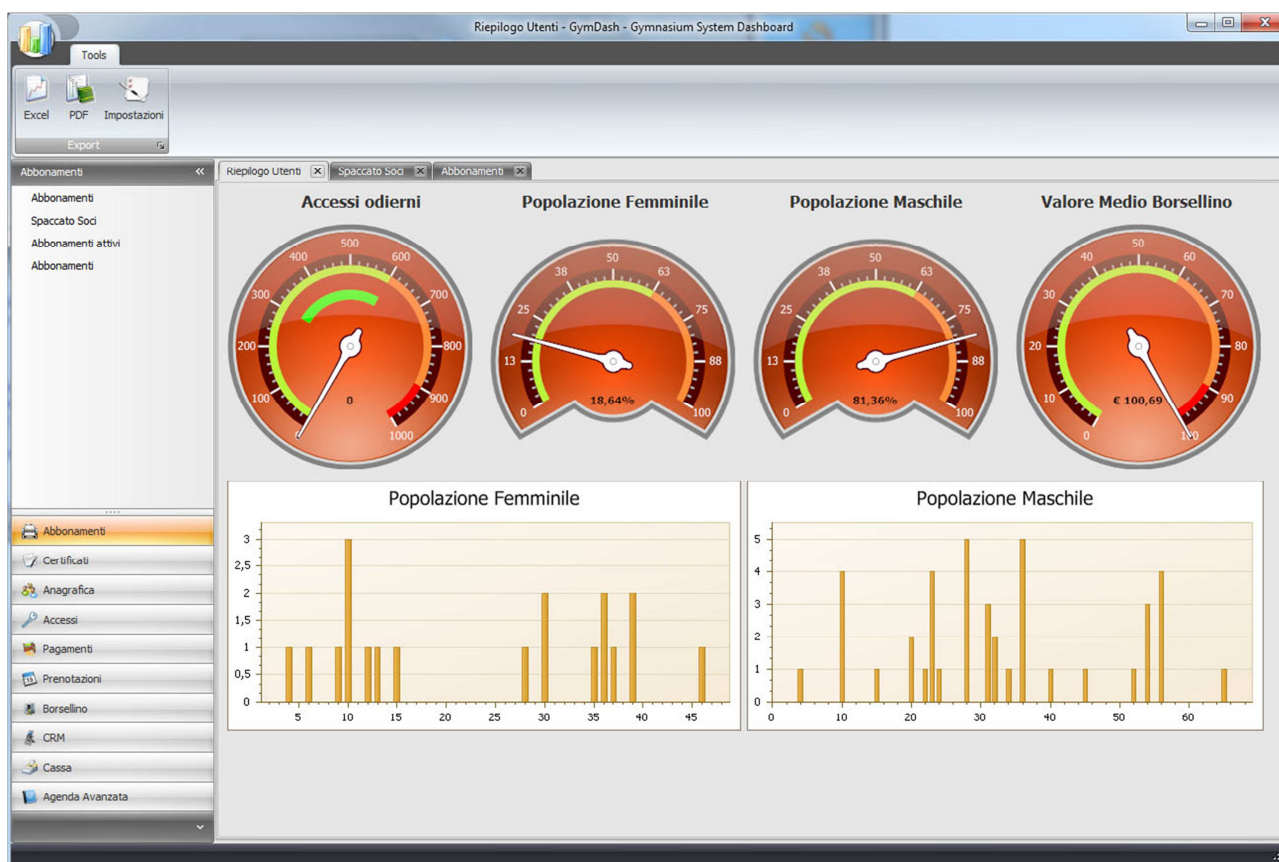 Riepilogo Utenti - GymDash - Gymnasium System Dashboard
Tools
Excel PDF Impostazioni
Export
Abbonamenti
Abbonamenti
Spaccato Soci
Abbonamenti attivi
Abbonamenti
Abbonamenti
Certificati
Anagrafica
Accessi
Pagamenti
Prenotazioni
Borsellino
CRM
Cassa
Agenda Avanzata
Riepilogo Utenti Spaccato Soci Abbonamenti
Accessi odierni
0 100 200 300 400 500 600 700 800 900 1000
0
Popolazione Femminile
0 13 25 38 50 63 75 88 100
18,64%
Popolazione Maschile
0 13 25 38 50 63 75 88 100
81,36%
Valore Medio Borsellino
0 10 20 30 40 50 60 70 80 90 100
€ 100,69
Popolazione Femminile
3
2,5
2
1,5
1
0,5
0
5 10 15 20 25 30 35 40 45
Popolazione Maschile
5
4
3
2
1
0
0 10 20 30 40 50 60